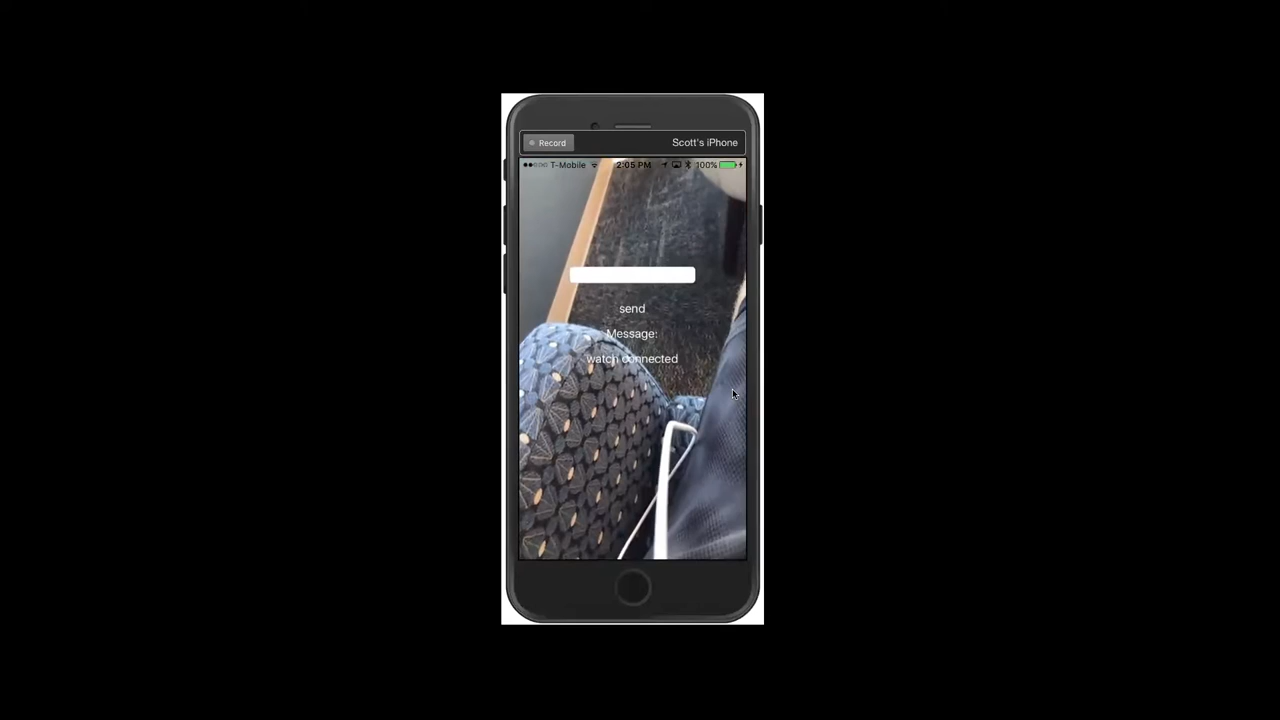 Record
Scott's iPhone
T-Mobile 2:05 PM 100%
send
Message:
watch connected